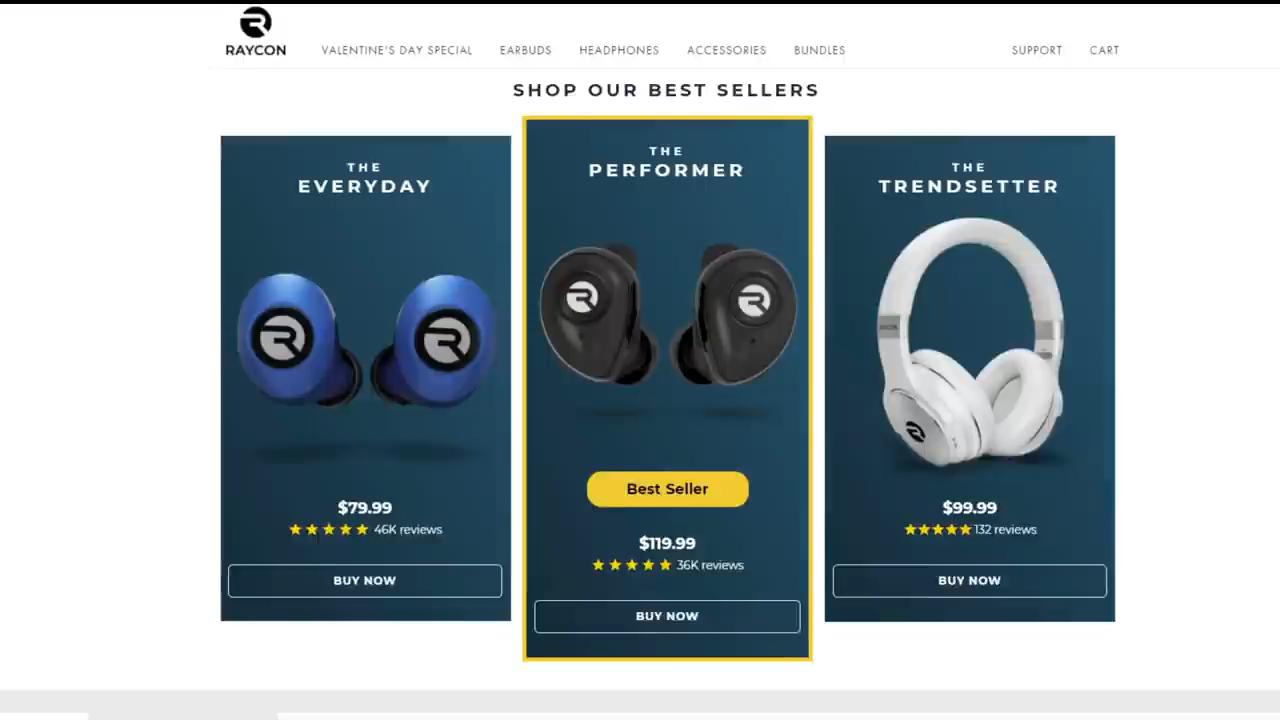 RAYCON
VALENTINE'S DAY SPECIAL EARBUDS HEADPHONES ACCESSORIES BUNDLES SUPPORT CART
SHOP OUR BEST SELLERS
THE
EVERYDAY
$79.99
46K reviews
BUY NOW
THE
PERFORMER
Best Seller
$119.99
36K reviews
BUY NOW
THE
TRENDSETTER
$99.99
132 reviews
BUY NOW